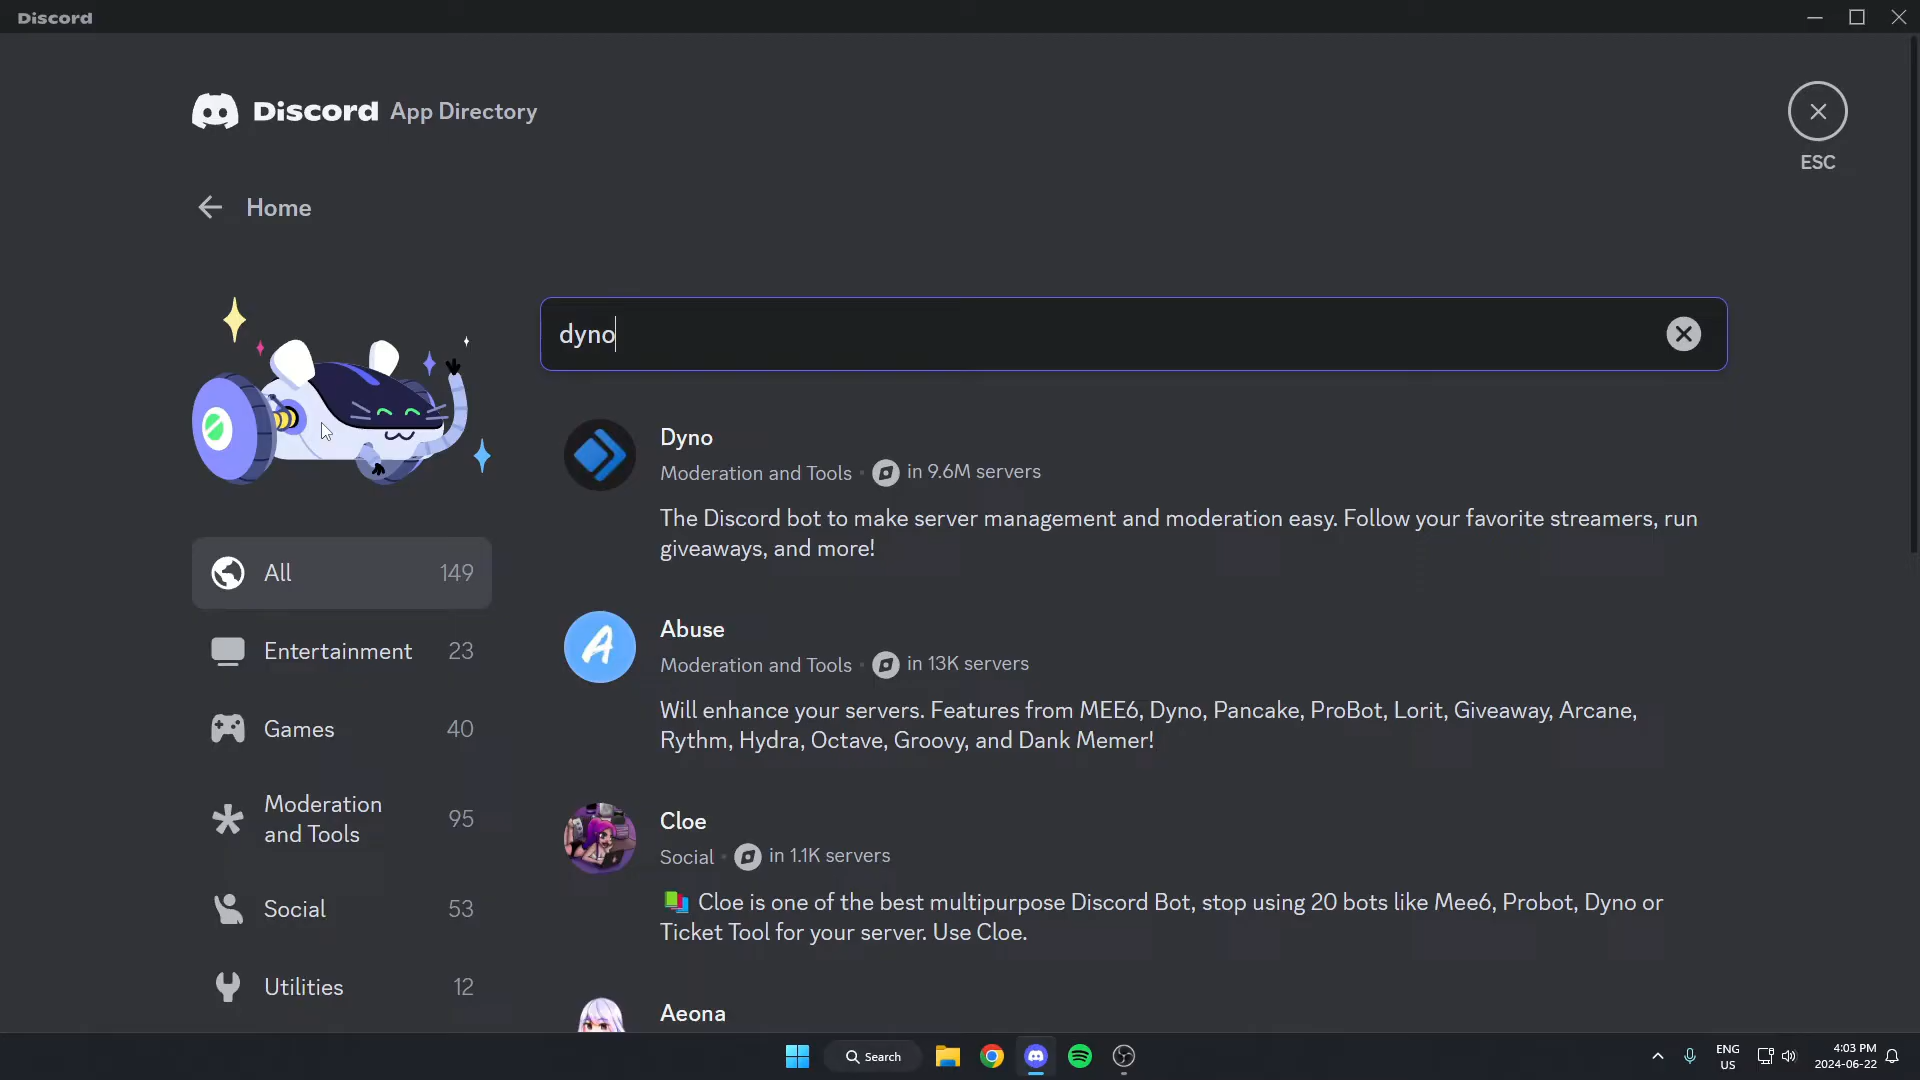 Discord
Discord App Directory
ESC
Home
dyno
Dyno
Moderation and Tools • in 9.6M servers
The Discord bot to make server management and moderation easy. Follow your favorite streamers, run
giveaways, and more!
All 149
Abuse
Moderation and Tools • in 13K servers
Entertainment 23
Will enhance your servers. Features from MEE6, Dyno, Pancake, ProBot, Lorit, Giveaway, Arcane,
Rythm, Hydra, Octave, Groovy, and Dank Memer!
Games 40
Moderation
and Tools 95
Cloe
Social • in 1.1K servers
Cloe is one of the best multipurpose Discord Bot, stop using 20 bots like Mee6, Probot, Dyno or
Ticket Tool for your server. Use Cloe.
Social 53
Utilities 12
Aeona
Search
ENG
US
4:03 PM
2024-06-22